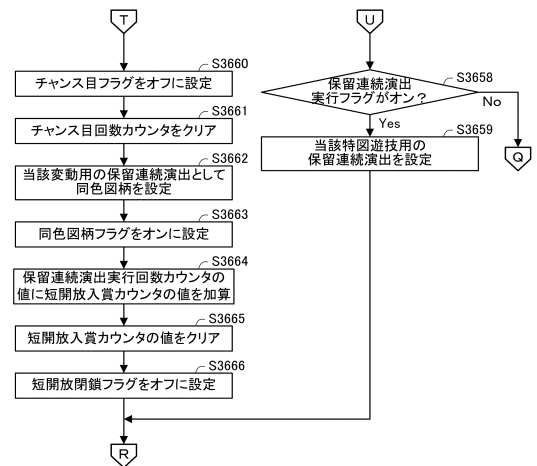 T
S3660
チャンス目フラグをオフに設定
S3661
チャンス目回数カウンタをクリア
S3662
当該変動用の保留連続演出として
同色図柄を設定
S3663
同色図柄フラグをオンに設定
S3664
保留連続演出実行回数カウンタの
値に短開放入賞カウンタの値を加算
S3665
短開放入賞カウンタの値をクリア
S3666
短開放閉鎖フラグをオフに設定
R
U
S3658
保留連続演出
実行フラグがオン?
No
Yes
Q
S3659
当該特図遊技用の
保留連続演出を設定